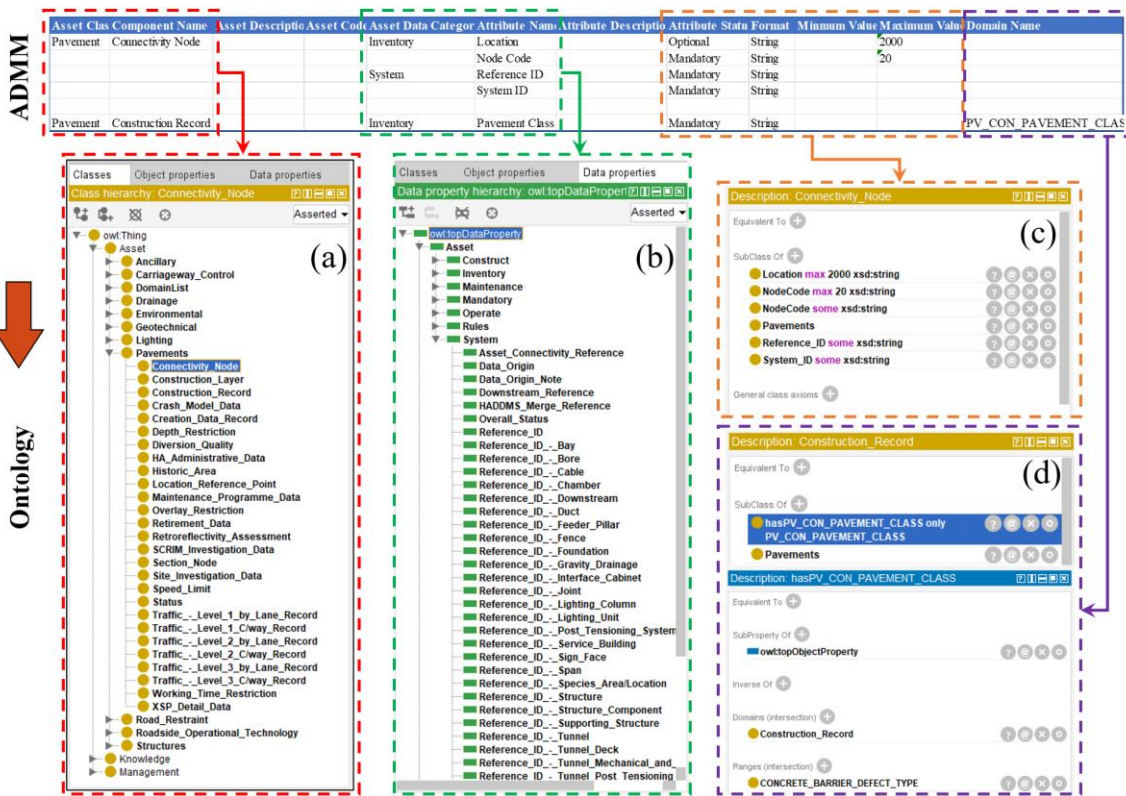 ADMM
Asset Clas Component Name Asset Descriptio Asset Code Asset Data Categor Attribute Name Attribute Descriptio Attribute Statu Format Minmum Value Maximum Value Domain Name
Pavement Connectivity Node Inventory Location Optional String 2000
Node Code Mandatory String 20
System Reference ID Mandatory String
System ID Mandatory String
Pavement Construction Record Inventory Pavement Class Mandatory String PV_CON_PAVEMENT_CLAS
Ontology
Classes Object properties Data properties
Class hierarchy: Connectivity_Node
Asserted
(a)
owl:Thing
Asset
Ancillary
Carriageway_Control
DomainList
Drainage
Environmental
Geotechnical
Lighting
Pavements
Connectivity_Node
Construction_Layer
Construction_Record
Crash_Model_Data
Creation_Data_Record
Depth_Restriction
Diversion_Quality
HA_Administrative_Data
Historic_Area
Location_Reference_Point
Maintenance_Programme_Data
Overlay_Restriction
Retirement_Data
Retroreflectivity_Assessment
SCRIM_Investigation_Data
Section_Node
Site_Investigation_Data
Speed_Limit
Status
Traffic_-_Level_1_by_Lane_Record
Traffic_-_Level_1_C/way_Record
Traffic_-_Level_2_by_Lane_Record
Traffic_-_Level_2_C/way_Record
Traffic_-_Level_3_by_Lane_Record
Traffic_-_Level_3_C/way_Record
Working_Time_Restriction
XSP_Detail_Data
Road_Restraint
Roadside_Operational_Technology
Structures
Knowledge
Management
Classes Object properties Data properties
Data property hierarchy: owl:topDataPropert
Asserted
(b)
owl:topDataProperty
Asset
Construct
Inventory
Maintenance
Mandatory
Operate
Rules
System
Asset_Connectivity_Reference
Data_Origin
Data_Origin_Note
Downstream_Reference
HADDMS_Merge_Reference
Overall_Status
Reference_ID
Reference_ID_-_Bay
Reference_ID_-_Bore
Reference_ID_-_Cable
Reference_ID_-_Chamber
Reference_ID_-_Downstream
Reference_ID_-_Duct
Reference_ID_-_Feeder_Pillar
Reference_ID_-_Fence
Reference_ID_-_Foundation
Reference_ID_-_Gravity_Drainage
Reference_ID_-_Interface_Cabinet
Reference_ID_-_Joint
Reference_ID_-_Lighting_Column
Reference_ID_-_Lighting_Unit
Reference_ID_-_Post_Tensioning_System
Reference_ID_-_Service_Building
Reference_ID_-_Sign_Face
Reference_ID_-_Span
Reference_ID_-_Species_Area/Location
Reference_ID_-_Structure
Reference_ID_-_Structure_Component
Reference_ID_-_Supporting_Structure
Reference_ID_-_Tunnel
Reference_ID_-_Tunnel_Deck
Reference_ID_-_Tunnel_Mechanical_and_
Reference_ID_-_Tunnel_Post_Tensioning
Description: Connectivity_Node
(c)
Equivalent To
SubClass Of
Location max 2000 xsd:string
NodeCode max 20 xsd:string
NodeCode some xsd:string
Pavements
Reference_ID some xsd:string
System_ID some xsd:string
General class axioms
Description: Construction_Record
(d)
Equivalent To
SubClass Of
hasPV_CON_PAVEMENT_CLASS only
PV_CON_PAVEMENT_CLASS
Pavements
Description: hasPV_CON_PAVEMENT_CLASS
Equivalent To
SubProperty Of
owl:topObjectProperty
Inverse Of
Domains (intersection)
Construction_Record
Ranges (intersection)
CONCRETE_BARRIER_DEFECT_TYPE